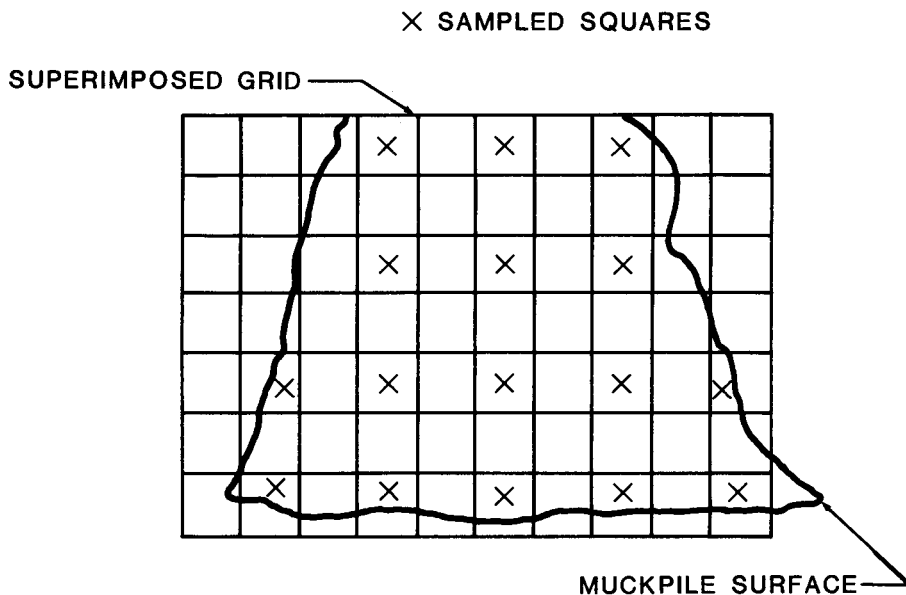 × SAMPLED SQUARES
SUPERIMPOSED GRID
MUCKPILE SURFACE